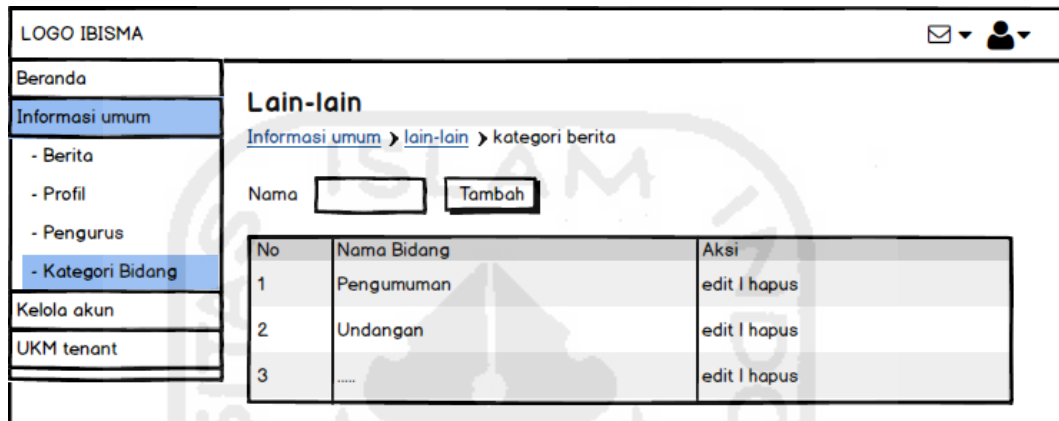 LOGO IBISMA
Beranda
Informasi umum
- Berita
- Profil
- Pengurus
- Kategori Bidang
Kelola akun
UKM tenant
Lain-lain
Informasi umum > lain-lain > kategori berita
Nama Tambah
No Nama Bidang Aksi
1 Pengumuman edit | hapus
2 Undangan edit | hapus
3 ..... edit | hapus
ISLAM